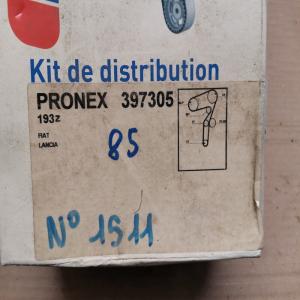 Kit de distribution
PRONEX 397305
193z
FIAT
LANCIA
85
N° 1511